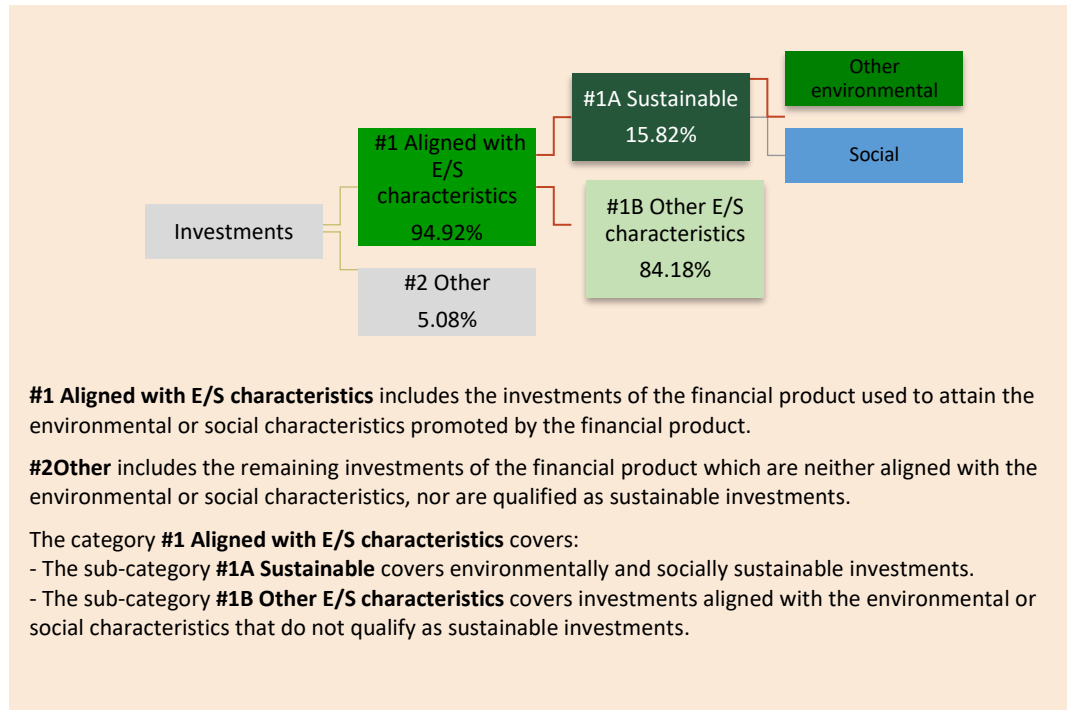 Investments
#1 Aligned with
E/S
characteristics
94.92%
#2 Other
5.08%
#1A Sustainable
15.82%
#1B Other E/S
characteristics
84.18%
Other
environmental
Social
#1 Aligned with E/S characteristics includes the investments of the financial product used to attain the
environmental or social characteristics promoted by the financial product.
#2Other includes the remaining investments of the financial product which are neither aligned with the
environmental or social characteristics, nor are qualified as sustainable investments.
The category #1 Aligned with E/S characteristics covers:
- The sub-category #1A Sustainable covers environmentally and socially sustainable investments.
- The sub-category #1B Other E/S characteristics covers investments aligned with the environmental or
social characteristics that do not qualify as sustainable investments.